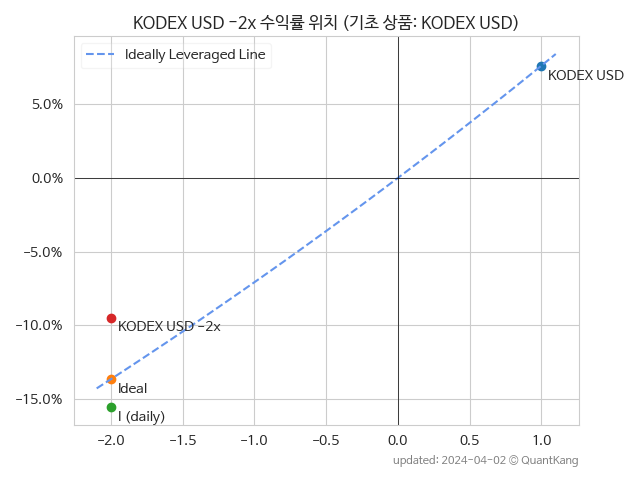 KODEX USD -2x 수익률 위치 (기초 상품: KODEX USD)
Ideally Leveraged Line
KODEX USD
5.0%
0.0%
-5.0%
-10.0%
KODEX USD -2x
Ideal
-15.0%
I (daily)
-2.0 -1.5 -1.0 -0.5 0.0 0.5 1.0
updated: 2024-04-02 © QuantKang